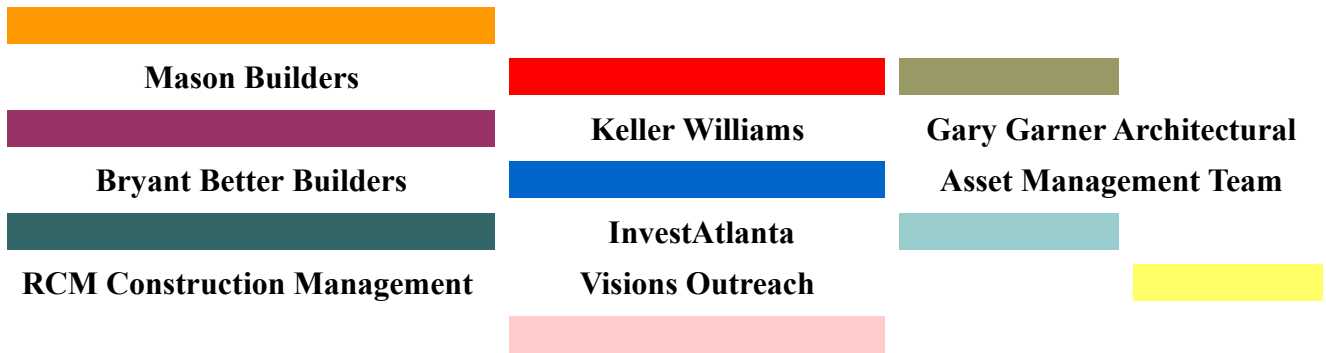 Mason Builders
Bryant Better Builders
RCM Construction Management
Keller Williams
InvestAtlanta
Visions Outreach
Gary Garner Architectural
Asset Management Team